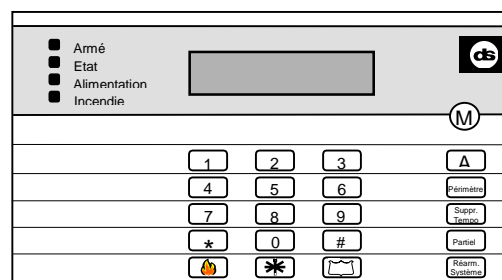 Armé
Etat
Alimentation
Incendie
ds
M
1 2 3 A
4 5 6 Périmètre
7 8 9 Suppr.
Tempo
* 0 # Partiel
Réarm.
Système